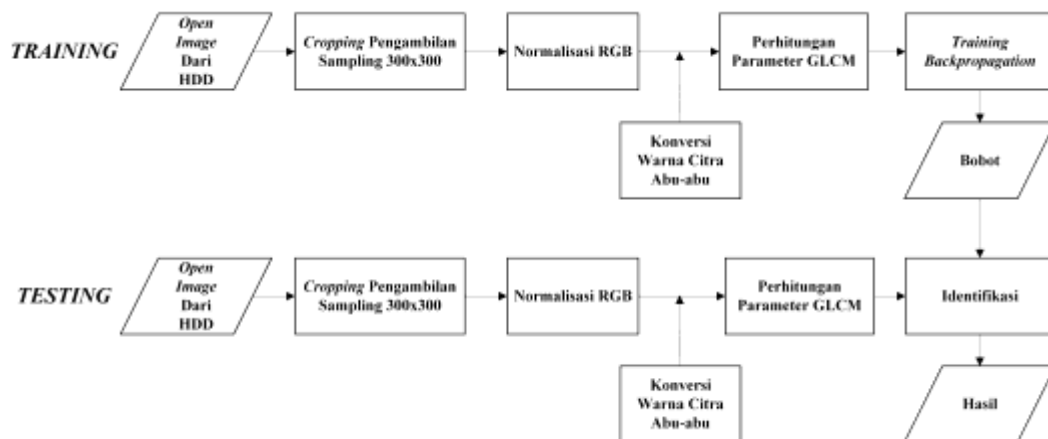 TRAINING
Open
Image
Dari
HDD
Cropping Pengambilan
Sampling 300x300
Normalisasi RGB
Perhitungan
Parameter GLCM
Training
Backpropagation
Konversi
Warna Citra
Abu-abu
Bobot
TESTING
Open
Image
Dari
HDD
Cropping Pengambilan
Sampling 300x300
Normalisasi RGB
Perhitungan
Parameter GLCM
Identifikasi
Konversi
Warna Citra
Abu-abu
Hasil